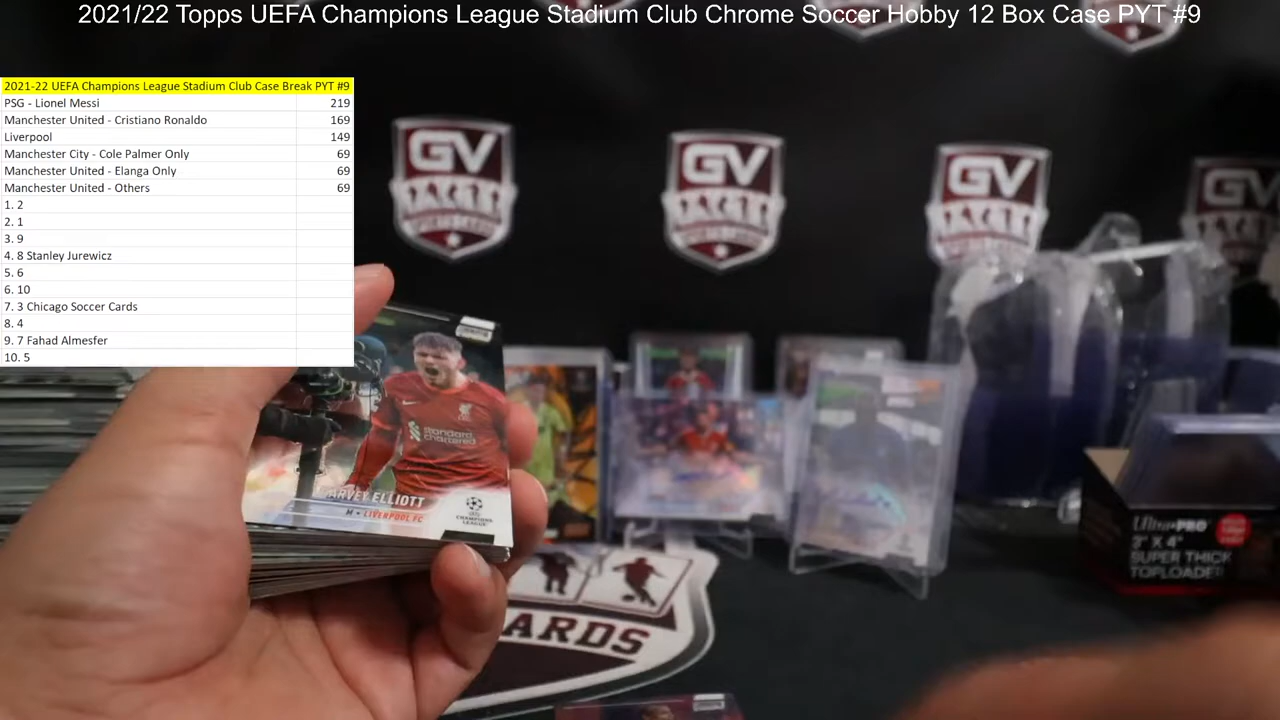 2021/22 Topps UEFA Champions League Stadium Club Chrome Soccer Hobby 12 Box Case PYT #9
2021-22 UEFA Champions League Stadium Club Case Break PYT #9
PSG - Lionel Messi 219
Manchester United - Cristiano Ronaldo 169
Liverpool 149
Manchester City - Cole Palmer Only 69
Manchester United - Elanga Only 69
Manchester United - Others 69
1. 2
2. 1
3. 9
4. 8 Stanley Jurewicz
5. 6
6. 10
7. 3 Chicago Soccer Cards
8. 4
9. 7 Fahad Almesfer
10. 5
GV
GV
GV
standard
chartered
ARVEY ELLIOTT
M • LIVERPOOL FC
CHAMPIONS
LEAGUE
Ultra•PRO
3" X 4"
SUPER THICK
TOPLOADER
ARDS